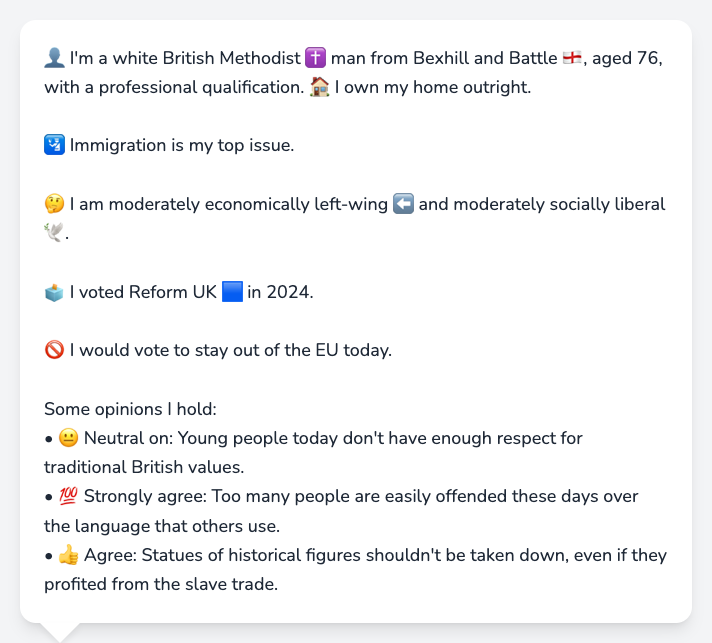 👤 I'm a white British Methodist ✝️ man from Bexhill and Battle 🏴󠁧󠁢󠁥󠁮󠁧󠁿, aged 76,
with a professional qualification. 🏠 I own my home outright.
🛂 Immigration is my top issue.
🤔 I am moderately economically left-wing ⬅️ and moderately socially liberal
🕊️.
🗳️ I voted Reform UK 🟦 in 2024.
🚫 I would vote to stay out of the EU today.
Some opinions I hold:
• 😐 Neutral on: Young people today don't have enough respect for
traditional British values.
• 💯 Strongly agree: Too many people are easily offended these days over
the language that others use.
• 👍 Agree: Statues of historical figures shouldn't be taken down, even if they
profited from the slave trade.